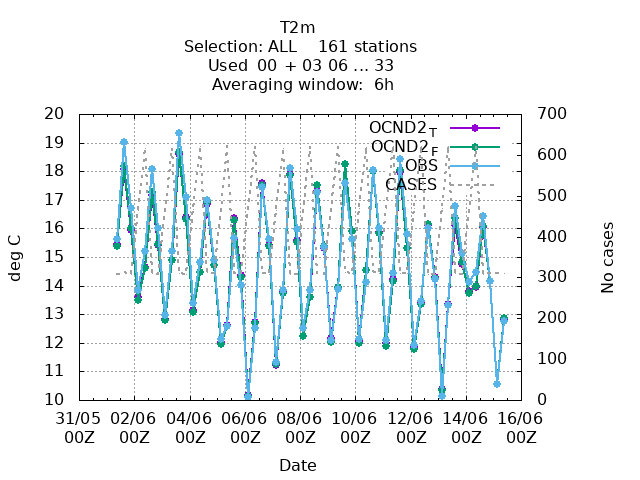 T2m
Selection: ALL    161 stations
Used  00 + 03 06 ... 33
Averaging window:  6h
20
19
18
17
16
15
14
13
12
11
10
deg C
700
600
500
400
300
200
100
0
No cases
OCND2_T
OCND2_F
OBS
CASES
31/05 02/06 04/06 06/06 08/06 10/06 12/06 14/06 16/06
00Z 00Z 00Z 00Z 00Z 00Z 00Z 00Z 00Z
Date